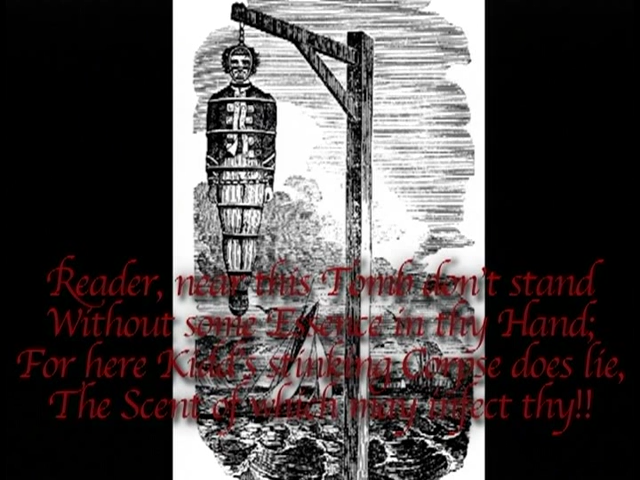 Reader, near this Tomb don't stand
Without some Essence in thy Hand;
For here Kidd's stinking Corpse does lie,
The Scent of which may infect thy!!